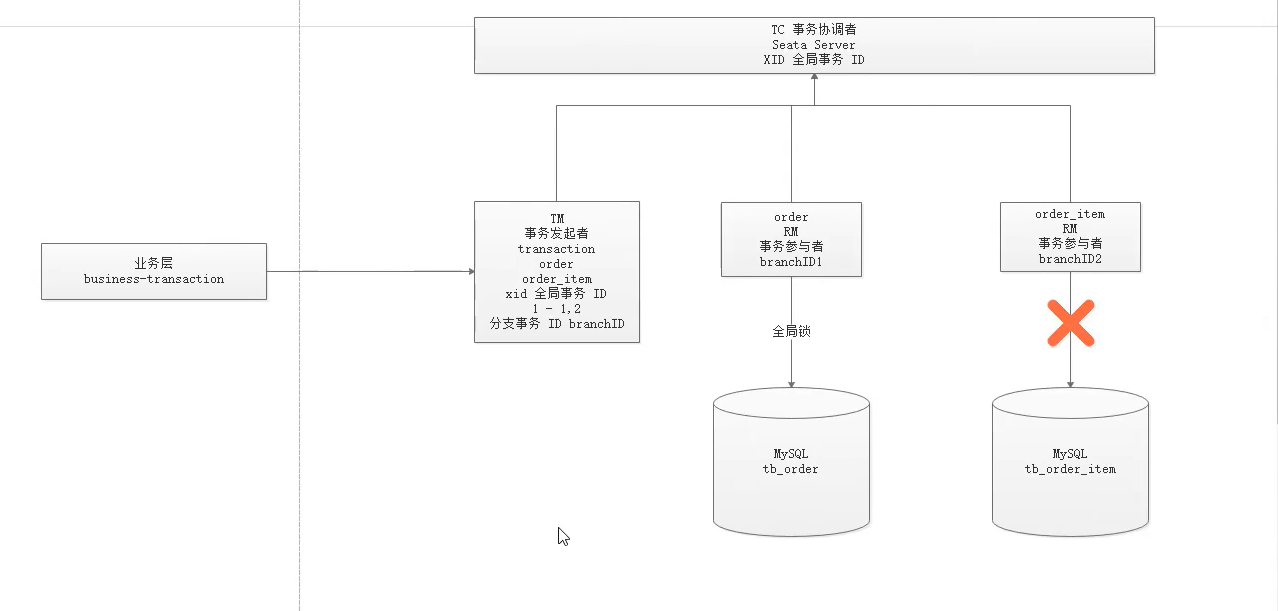 TC 事务协调者
Seata Server
XID 全局事务 ID
业务层
business-transaction
TM
事务发起者
transaction
order
order_item
xid 全局事务 ID
1 - 1,2
分支事务 ID branchID
order
RM
事务参与者
branchID1
order_item
RM
事务参与者
branchID2
全局锁
MySQL
tb_order
MySQL
tb_order_item